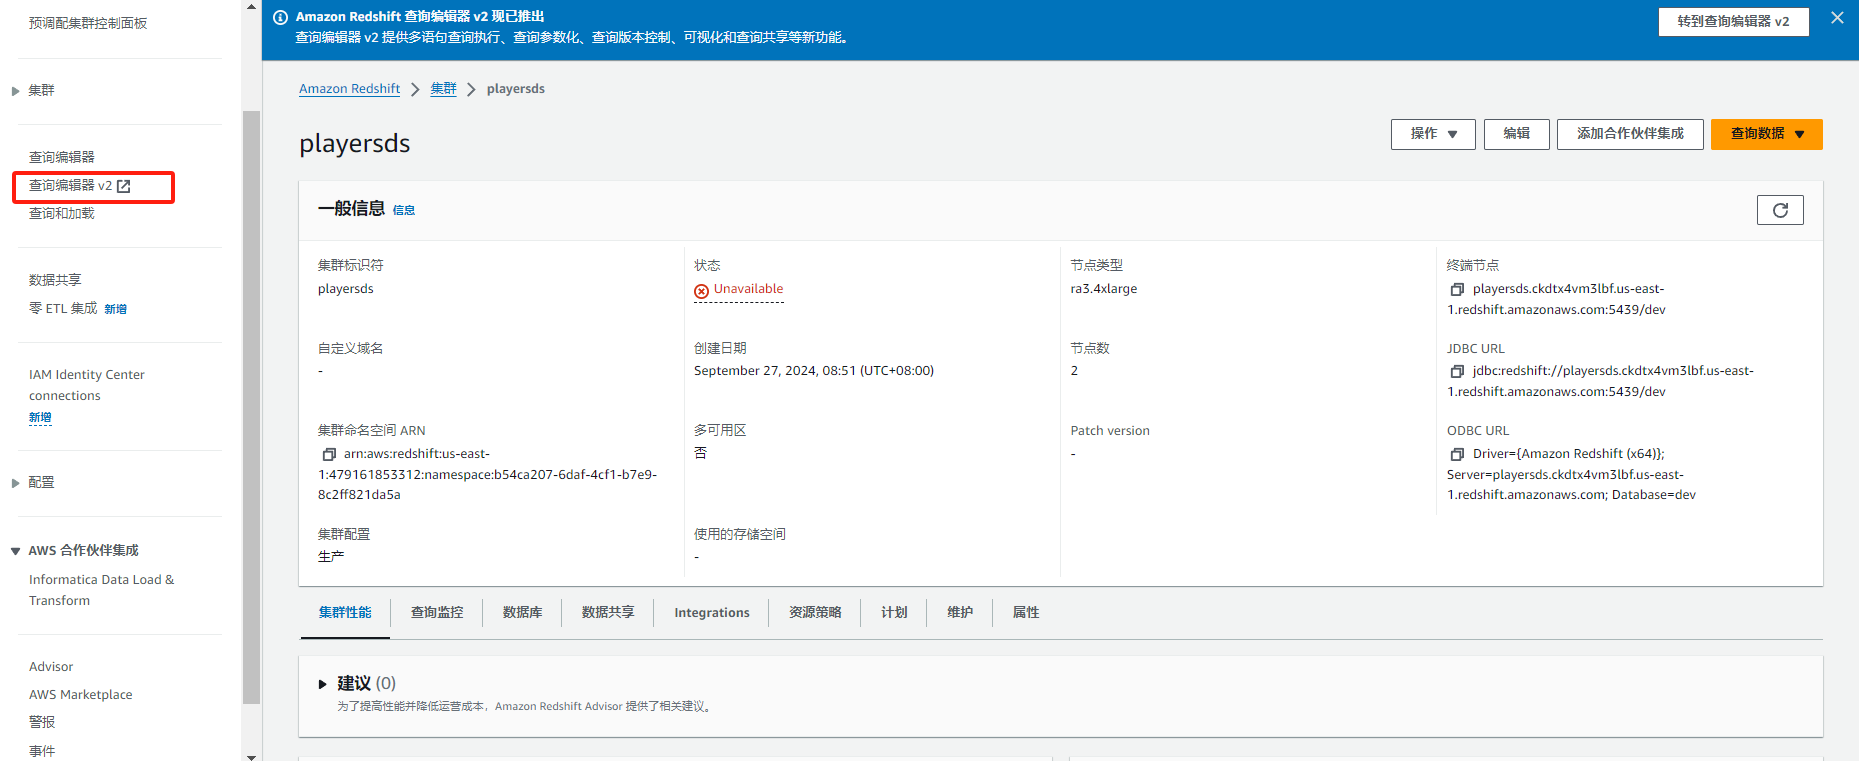 预调配集群控制面板
集群
查询编辑器
查询编辑器 v2
查询和加载
数据共享
零 ETL 集成 新增
IAM Identity Center
connections
新增
配置
AWS 合作伙伴集成
Informatica Data Load &
Transform
Advisor
AWS Marketplace
警报
事件
Amazon Redshift 查询编辑器 v2 现已推出
查询编辑器 v2 提供多语句查询执行、查询参数化、查询版本控制、可视化和查询共享等新功能。
转到查询编辑器 v2
Amazon Redshift
集群
playersds
playersds
操作
编辑
添加合作伙伴集成
查询数据
一般信息 信息
集群标识符
playersds
状态
Unavailable
节点类型
ra3.4xlarge
终端节点
playersds.ckdtx4vm3lbf.us-east-
1.redshift.amazonaws.com:5439/dev
自定义域名
-
创建日期
September 27, 2024, 08:51 (UTC+08:00)
节点数
2
JDBC URL
jdbc:redshift://playersds.ckdtx4vm3lbf.us-east-
1.redshift.amazonaws.com:5439/dev
集群命名空间 ARN
arn:aws:redshift:us-east-
1:479161853312:namespace:b54ca207-6daf-4cf1-b7e9-
8c2ff821da5a
多可用区
否
Patch version
-
ODBC URL
Driver={Amazon Redshift (x64)};
Server=playersds.ckdtx4vm3lbf.us-east-
1.redshift.amazonaws.com; Database=dev
集群配置
生产
使用的存储空间
-
集群性能
查询监控
数据库
数据共享
Integrations
资源策略
计划
维护
属性
建议 (0)
为了提高性能并降低运营成本，Amazon Redshift Advisor 提供了相关建议。